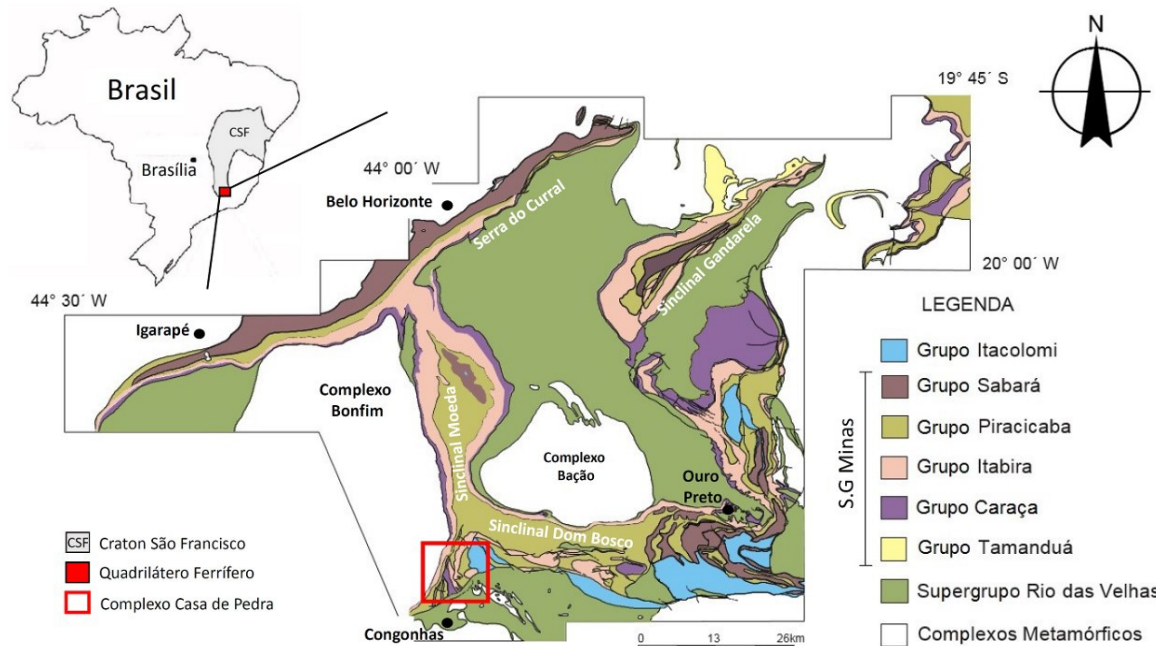 Brasil
CSF
Brasília
N
19° 45´ S
44° 00´ W
Belo Horizonte
Serra do Curral
Sinclinal Gandarela
20° 00´ W
44° 30´ W
Igarapé
Complexo
Bonfim
Sinclinal Moeda
Complexo
Bação
Ouro
Preto
Sinclinal Dom Bosco
Congonhas
CSF Craton São Francisco
Quadrilátero Ferrífero
Complexo Casa de Pedra
0 13 26km
LEGENDA
Grupo Itacolomi
Grupo Sabará
Grupo Piracicaba
Grupo Itabira
Grupo Caraça
Grupo Tamanduá
S.G Minas
Supergrupo Rio das Velhas
Complexos Metamórficos